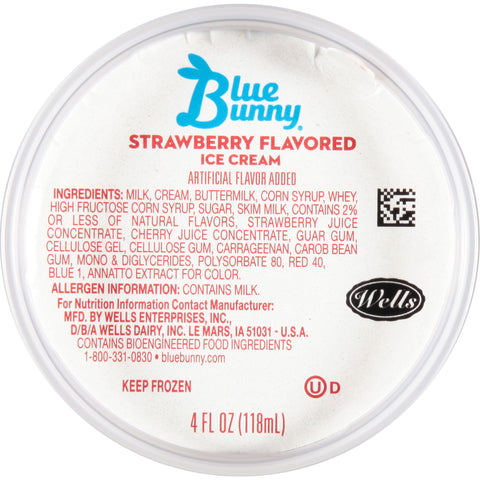 Blue
Bunny®
STRAWBERRY FLAVORED
ICE CREAM
ARTIFICIAL FLAVOR ADDED
INGREDIENTS: MILK, CREAM, BUTTERMILK, CORN SYRUP, WHEY,
HIGH FRUCTOSE CORN SYRUP, SUGAR, SKIM MILK, CONTAINS 2%
OR LESS OF NATURAL FLAVORS, STRAWBERRY JUICE
CONCENTRATE, CHERRY JUICE CONCENTRATE, GUAR GUM,
CELLULOSE GEL, CELLULOSE GUM, CARRAGEENAN, CAROB BEAN
GUM, MONO & DIGLYCERIDES, POLYSORBATE 80, RED 40,
BLUE 1, ANNATTO EXTRACT FOR COLOR.
ALLERGEN INFORMATION: CONTAINS MILK.
For Nutrition Information Contact Manufacturer:
MFD. BY WELLS ENTERPRISES, INC.,
D/B/A WELLS DAIRY, INC. LE MARS, IA 51031 - U.S.A.
CONTAINS BIOENGINEERED FOOD INGREDIENTS
1-800-331-0830 • bluebunny.com
Wells
KEEP FROZEN
U D
4 FL OZ (118mL)